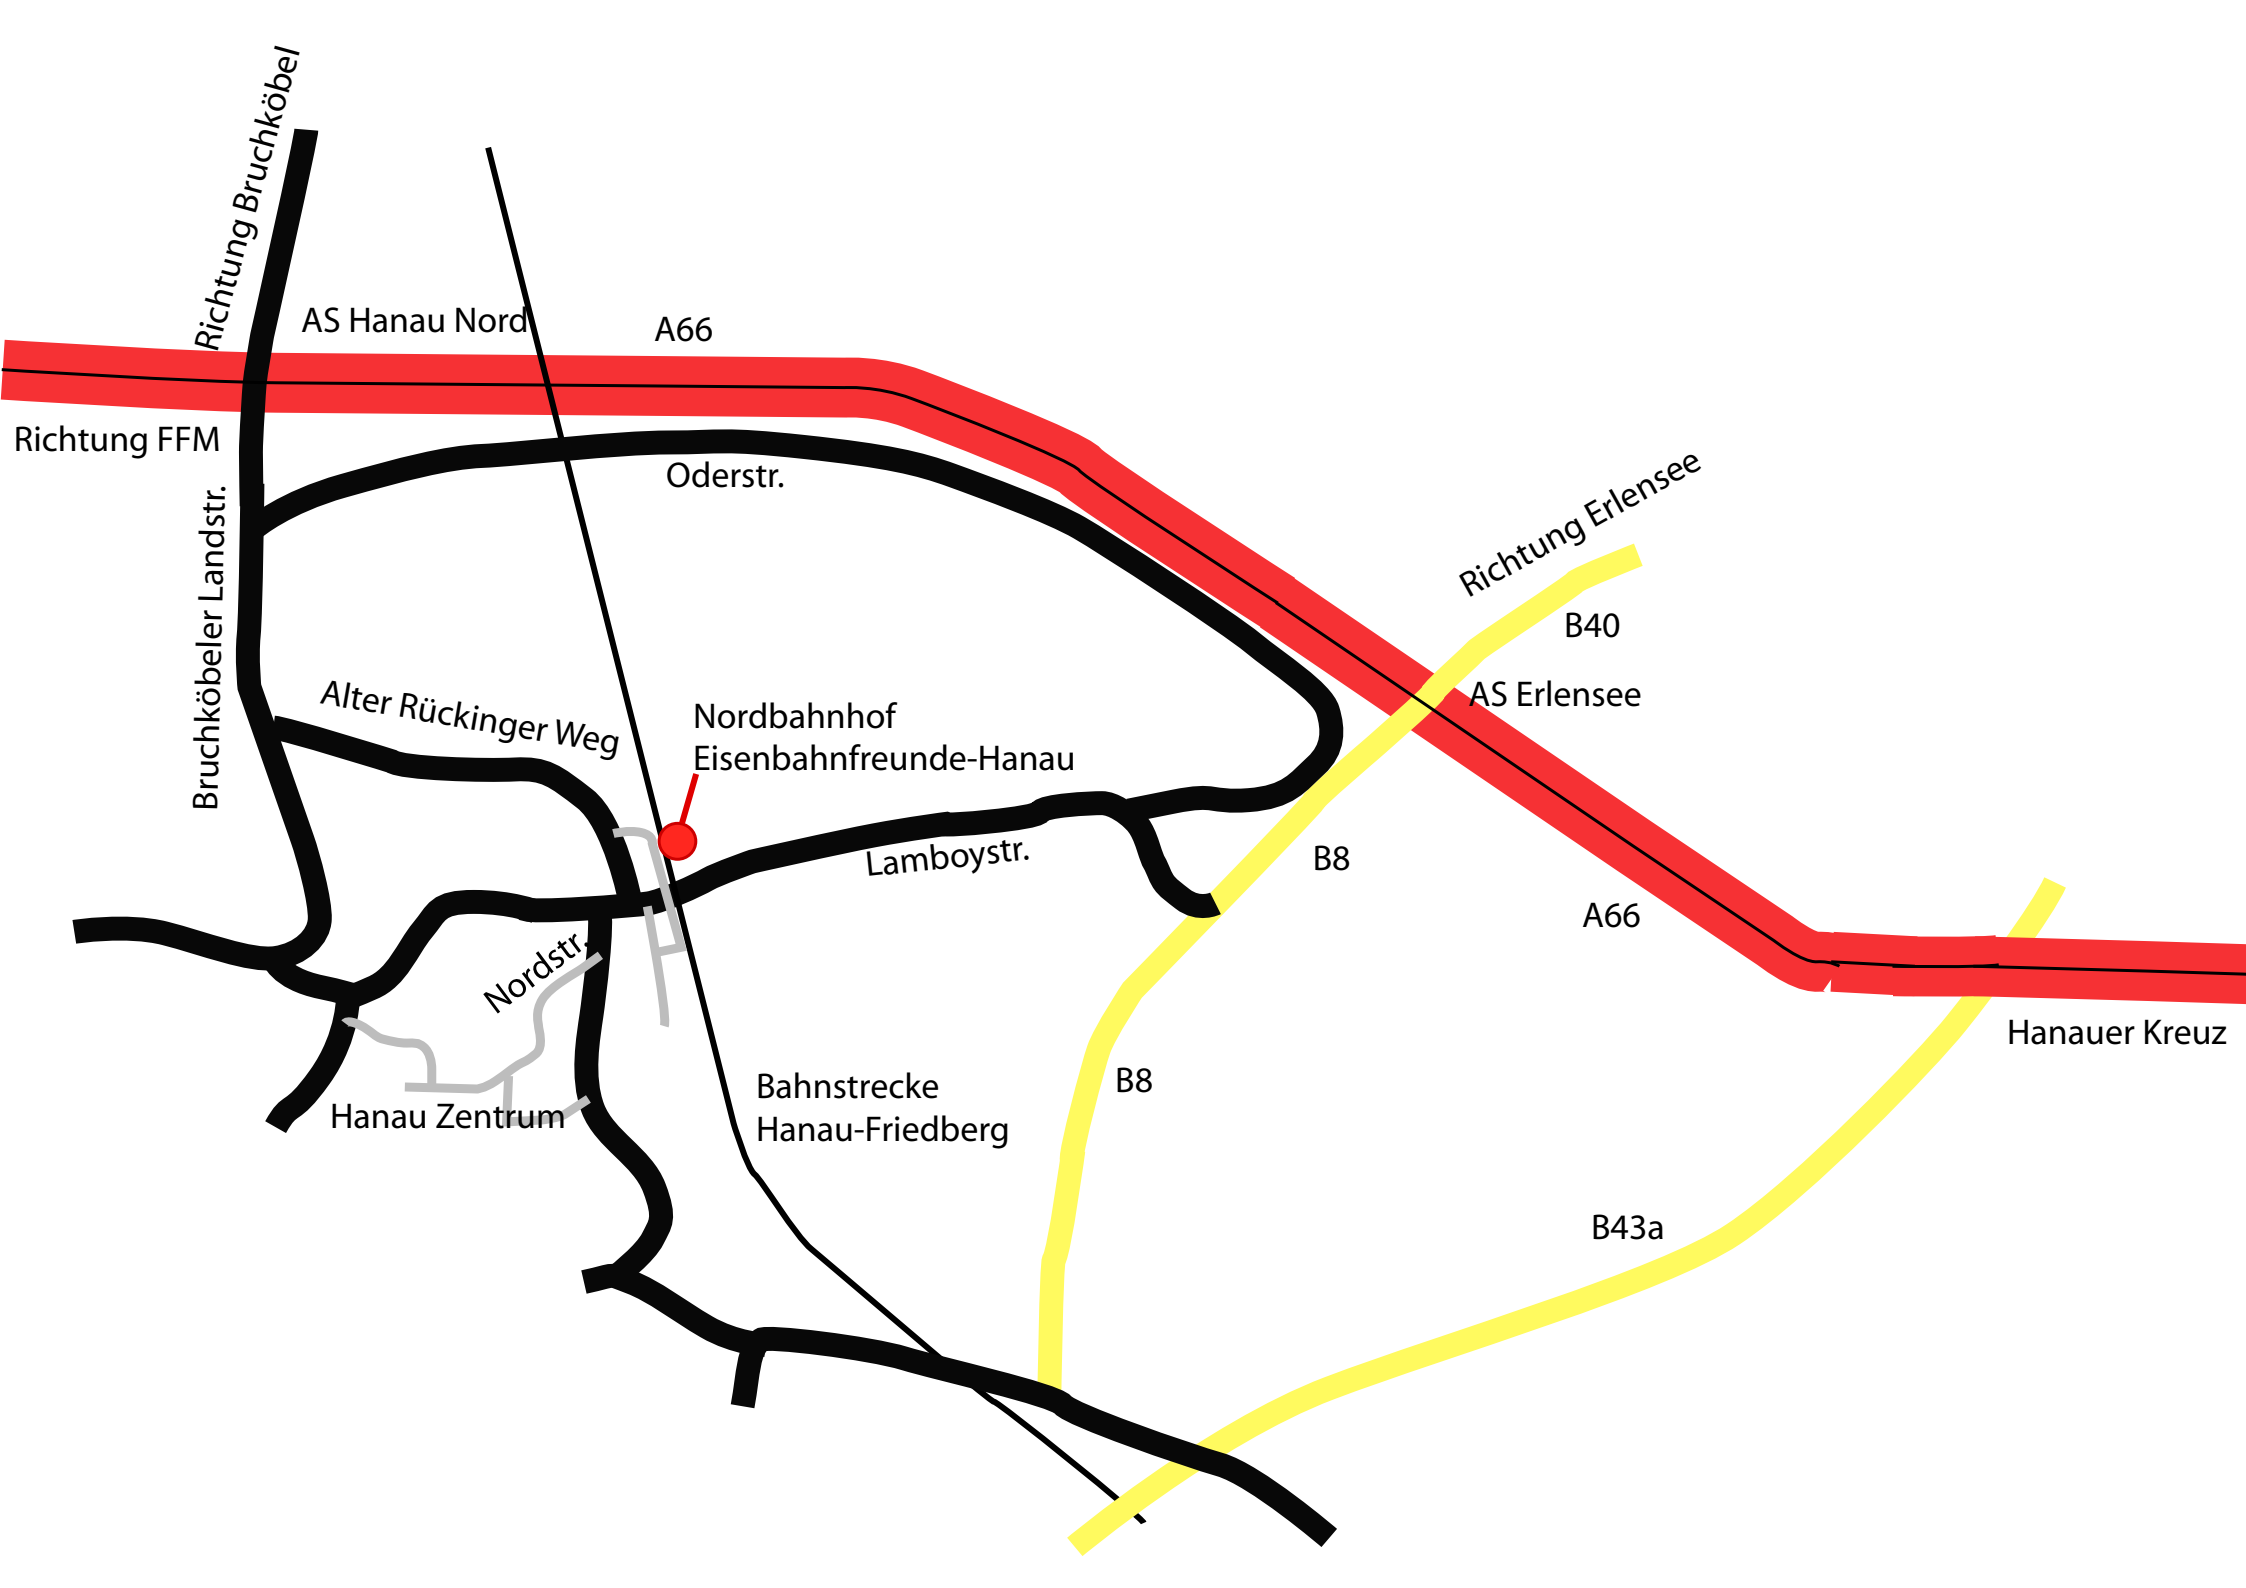 Richtung Bruchköbel
AS Hanau Nord
A66
Richtung FFM
Oderstr.
Bruchköbeler Landstr.
Richtung Erlensee
B40
AS Erlensee
Alter Rückinger Weg
Nordbahnhof
Eisenbahnfreunde-Hanau
Lamboystr.
B8
A66
Nordstr.
Hanauer Kreuz
Bahnstrecke
Hanau-Friedberg
B8
Hanau Zentrum
B43a